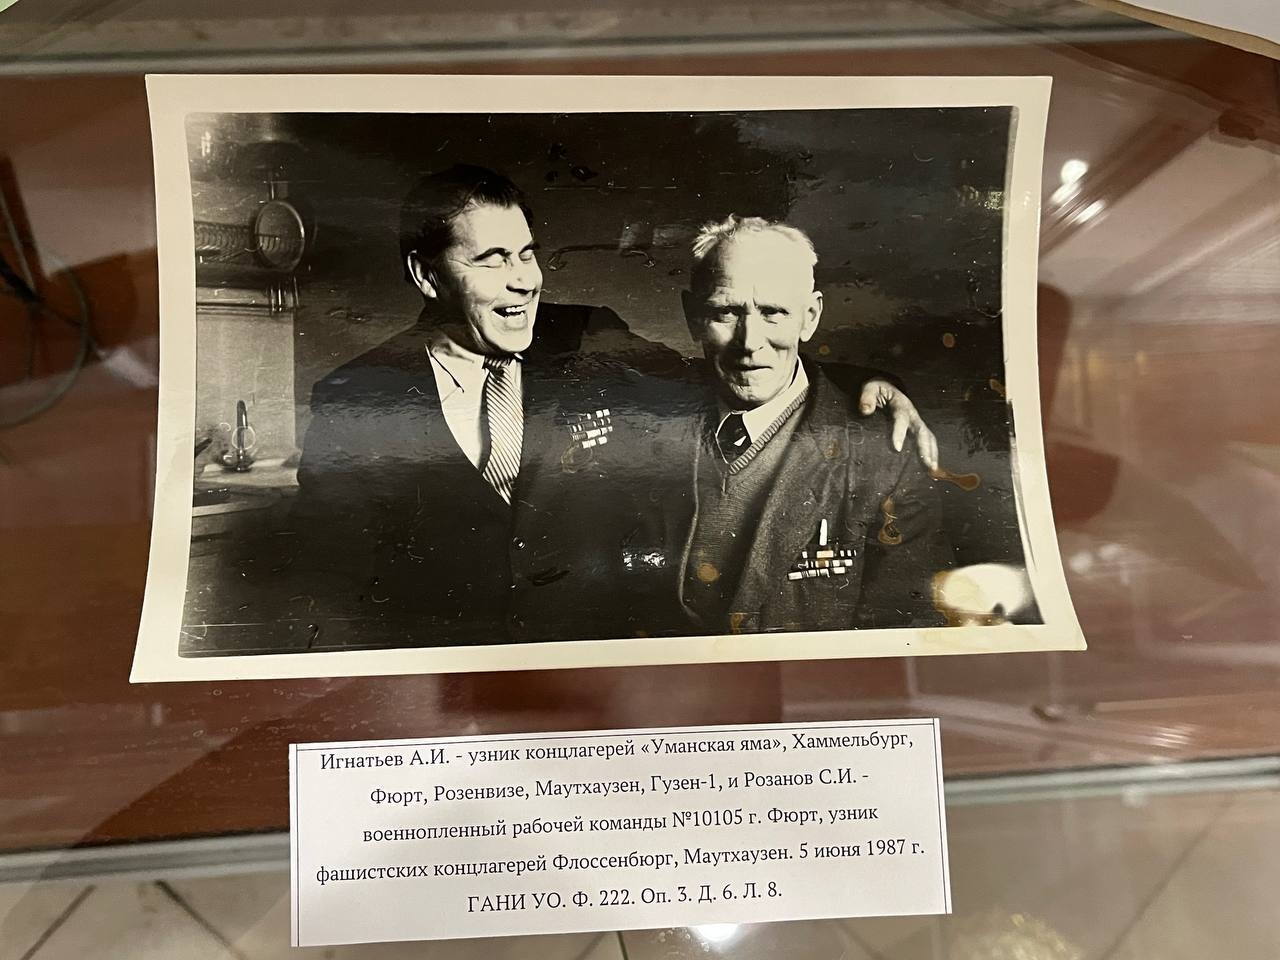 Игнатьев А.И. - узник концлагерей «Уманская яма», Хаммельбург,
Фюрт, Розенвизе, Маутхаузен, Гузен-1, и Розанов С.И. -
военнопленный рабочей команды №10105 г. Фюрт, узник
фашистских концлагерей Флоссенбюрг, Маутхаузен. 5 июня 1987 г.
ГАНИ УО. Ф. 222. Оп. 3. Д. 6. Л. 8.